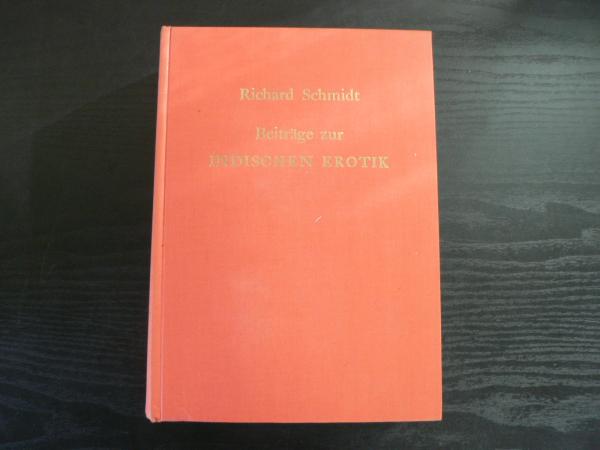 Richard Schmidt
Beiträge zur
INDISCHEN EROTIK